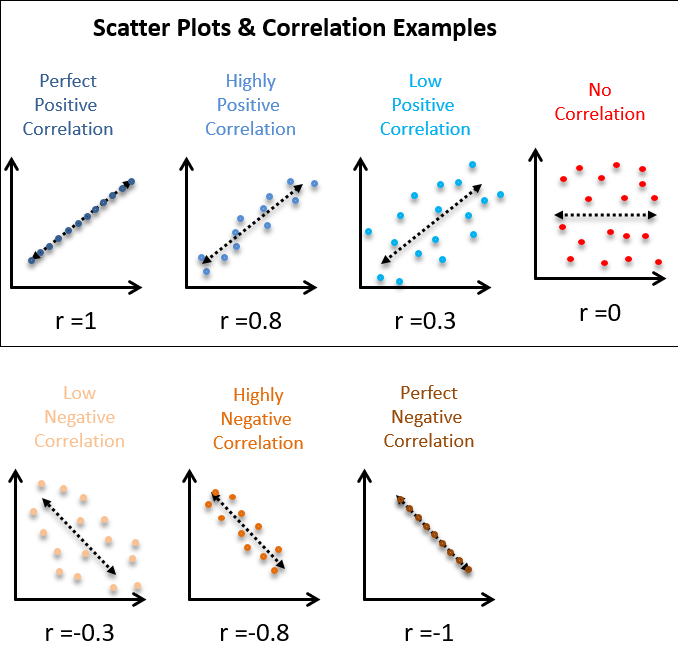 Scatter Plots & Correlation Examples
Perfect
Positive
Correlation
Highly
Positive
Correlation
Low
Positive
Correlation
No
Correlation
r =1
r =0.8
r =0.3
r =0
Low
Negative
Correlation
Highly
Negative
Correlation
Perfect
Negative
Correlation
r =-0.3
r =-0.8
r =-1